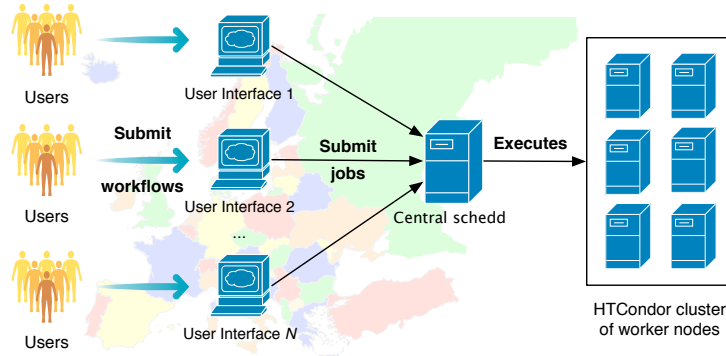 Users
User Interface 1
Submit
workflows
Users
User Interface 2
...
Submit
jobs
Central schedd
Executes
Users
User Interface N
HTCondor cluster
of worker nodes